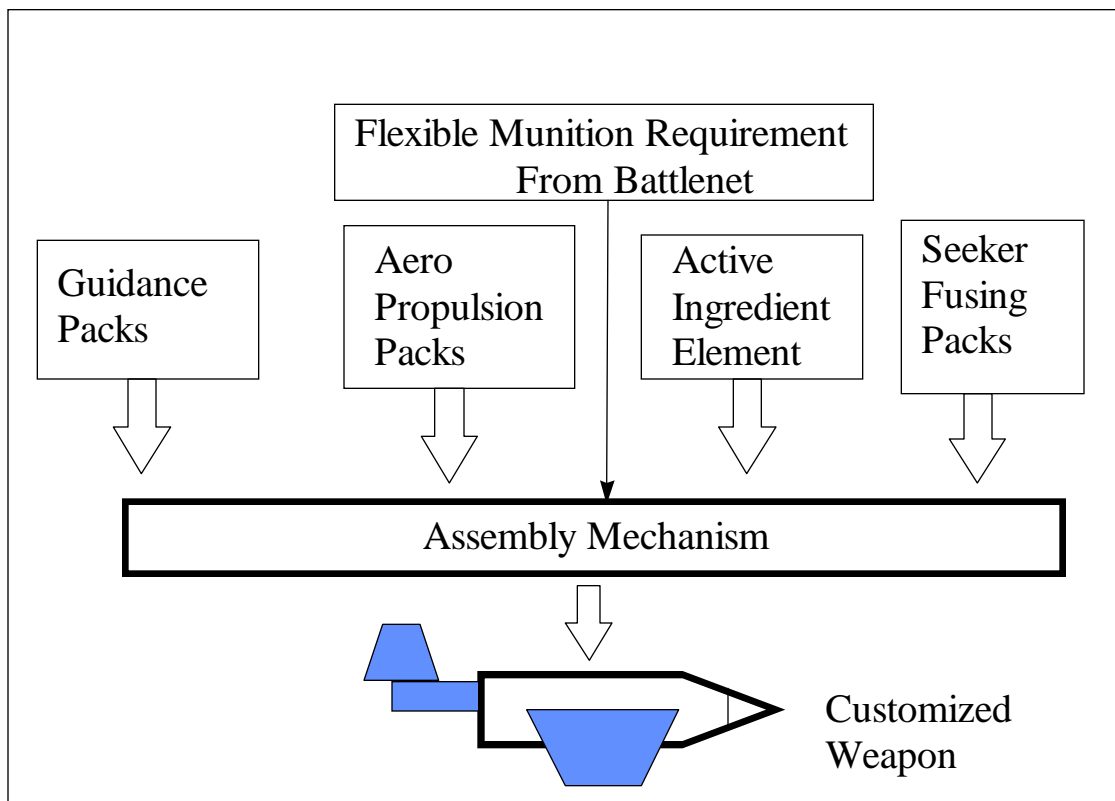 Flexible Munition Requirement
From Battlenet
Guidance
Packs
Aero
Propulsion
Packs
Active
Ingredient
Element
Seeker
Fusing
Packs
Assembly Mechanism
Customized
Weapon